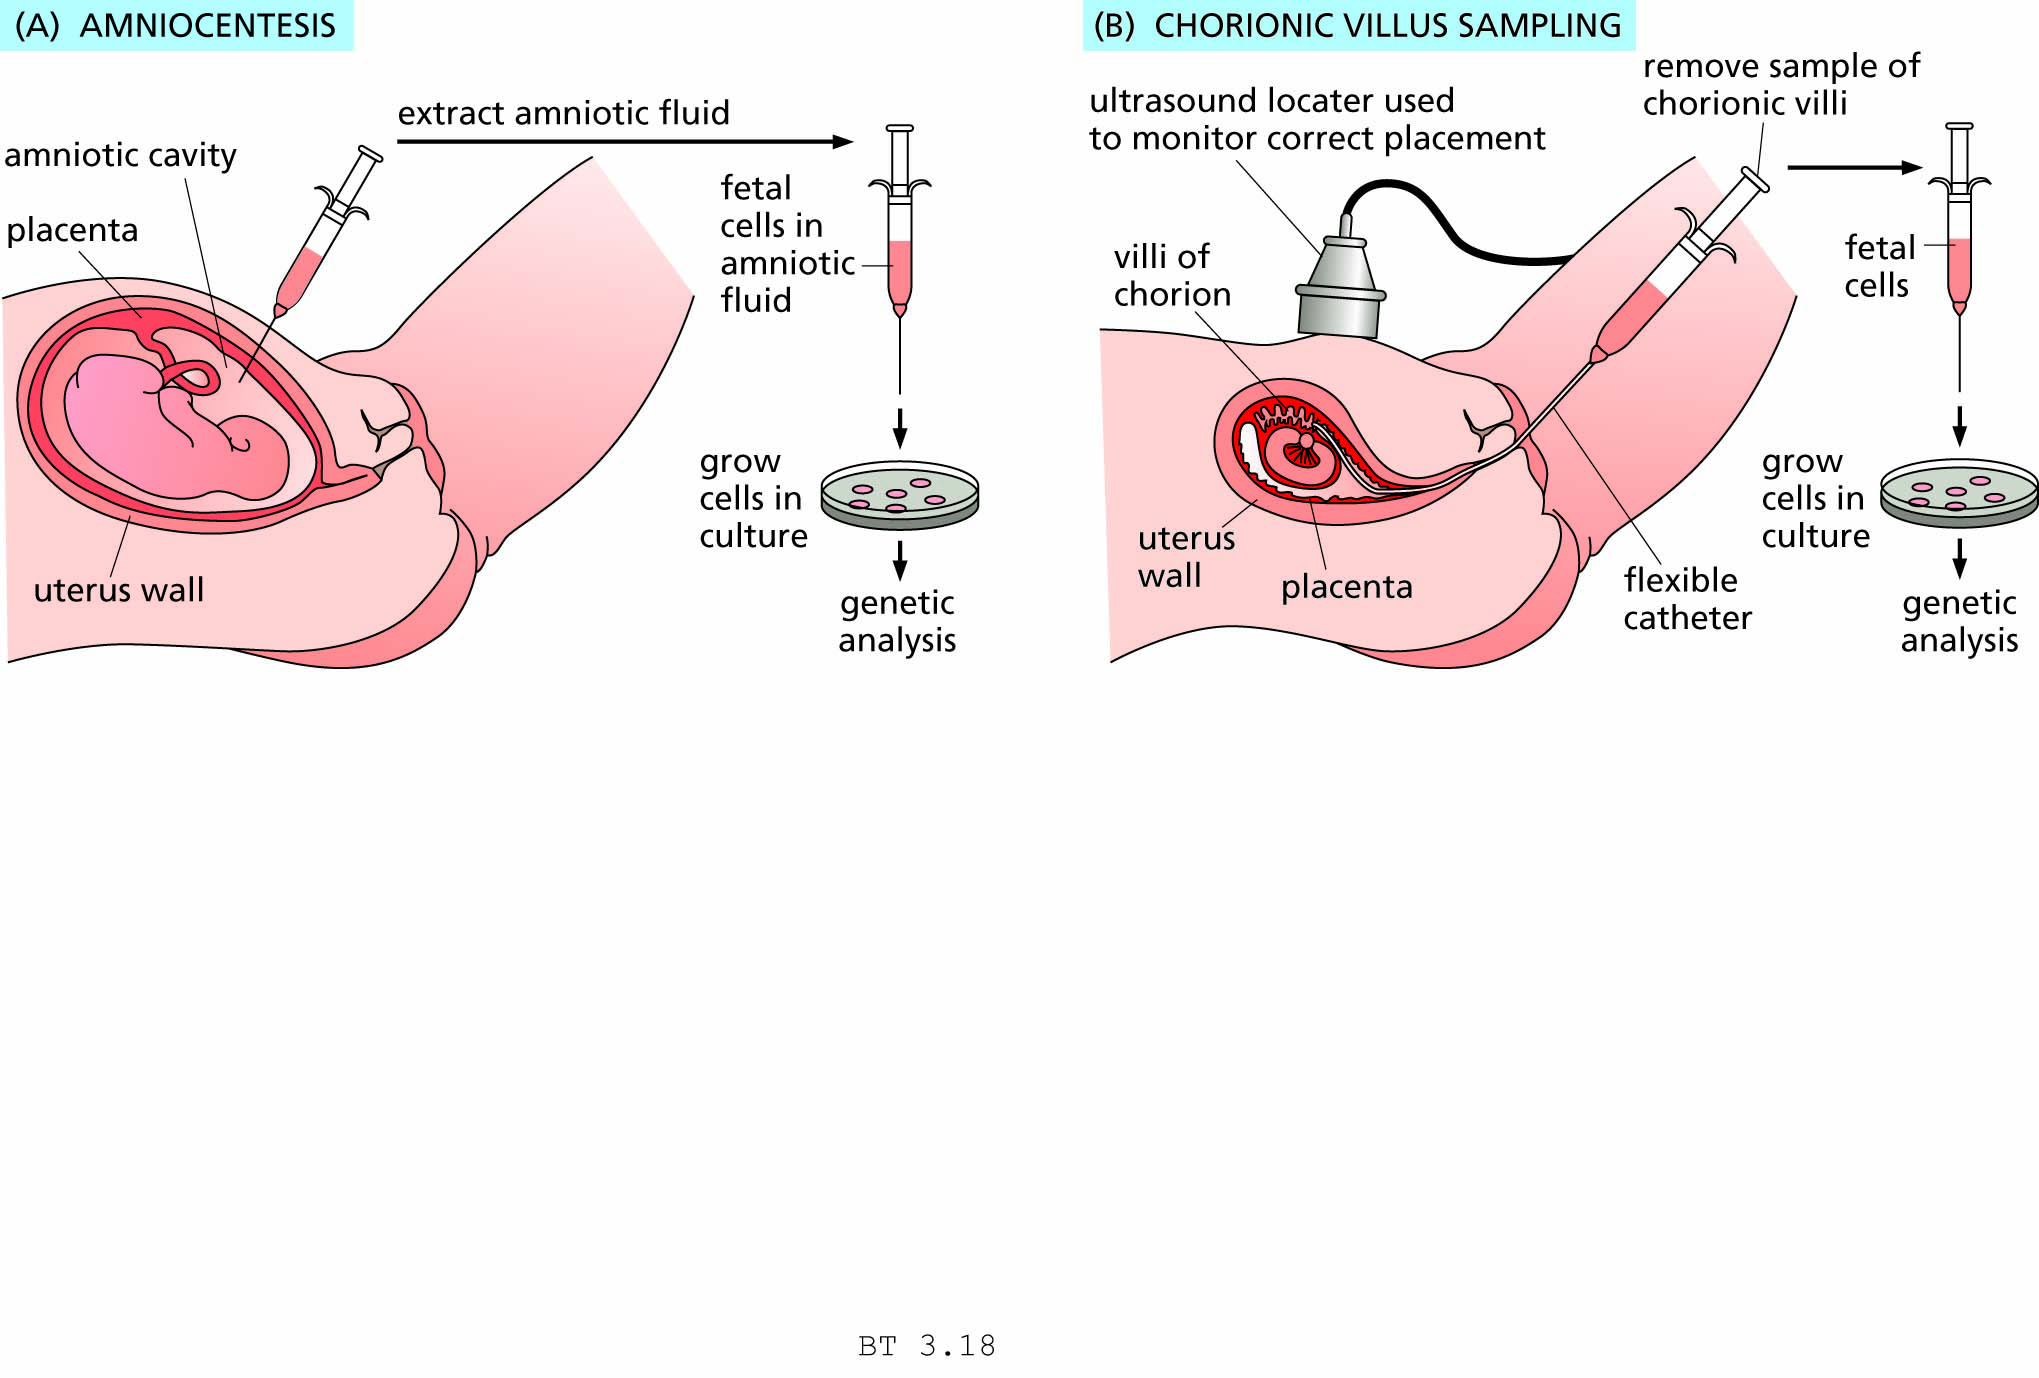 (A) AMNIOCENTESIS
extract amniotic fluid
amniotic cavity
placenta
fetal
cells in
amniotic
fluid
grow
cells in
culture
uterus wall
genetic
analysis
(B) CHORIONIC VILLUS SAMPLING
remove sample of
chorionic villi
ultrasound locater used
to monitor correct placement
villi of
chorion
fetal
cells
grow
cells in
culture
uterus
wall
placenta
flexible
catheter
genetic
analysis
BT 3.18